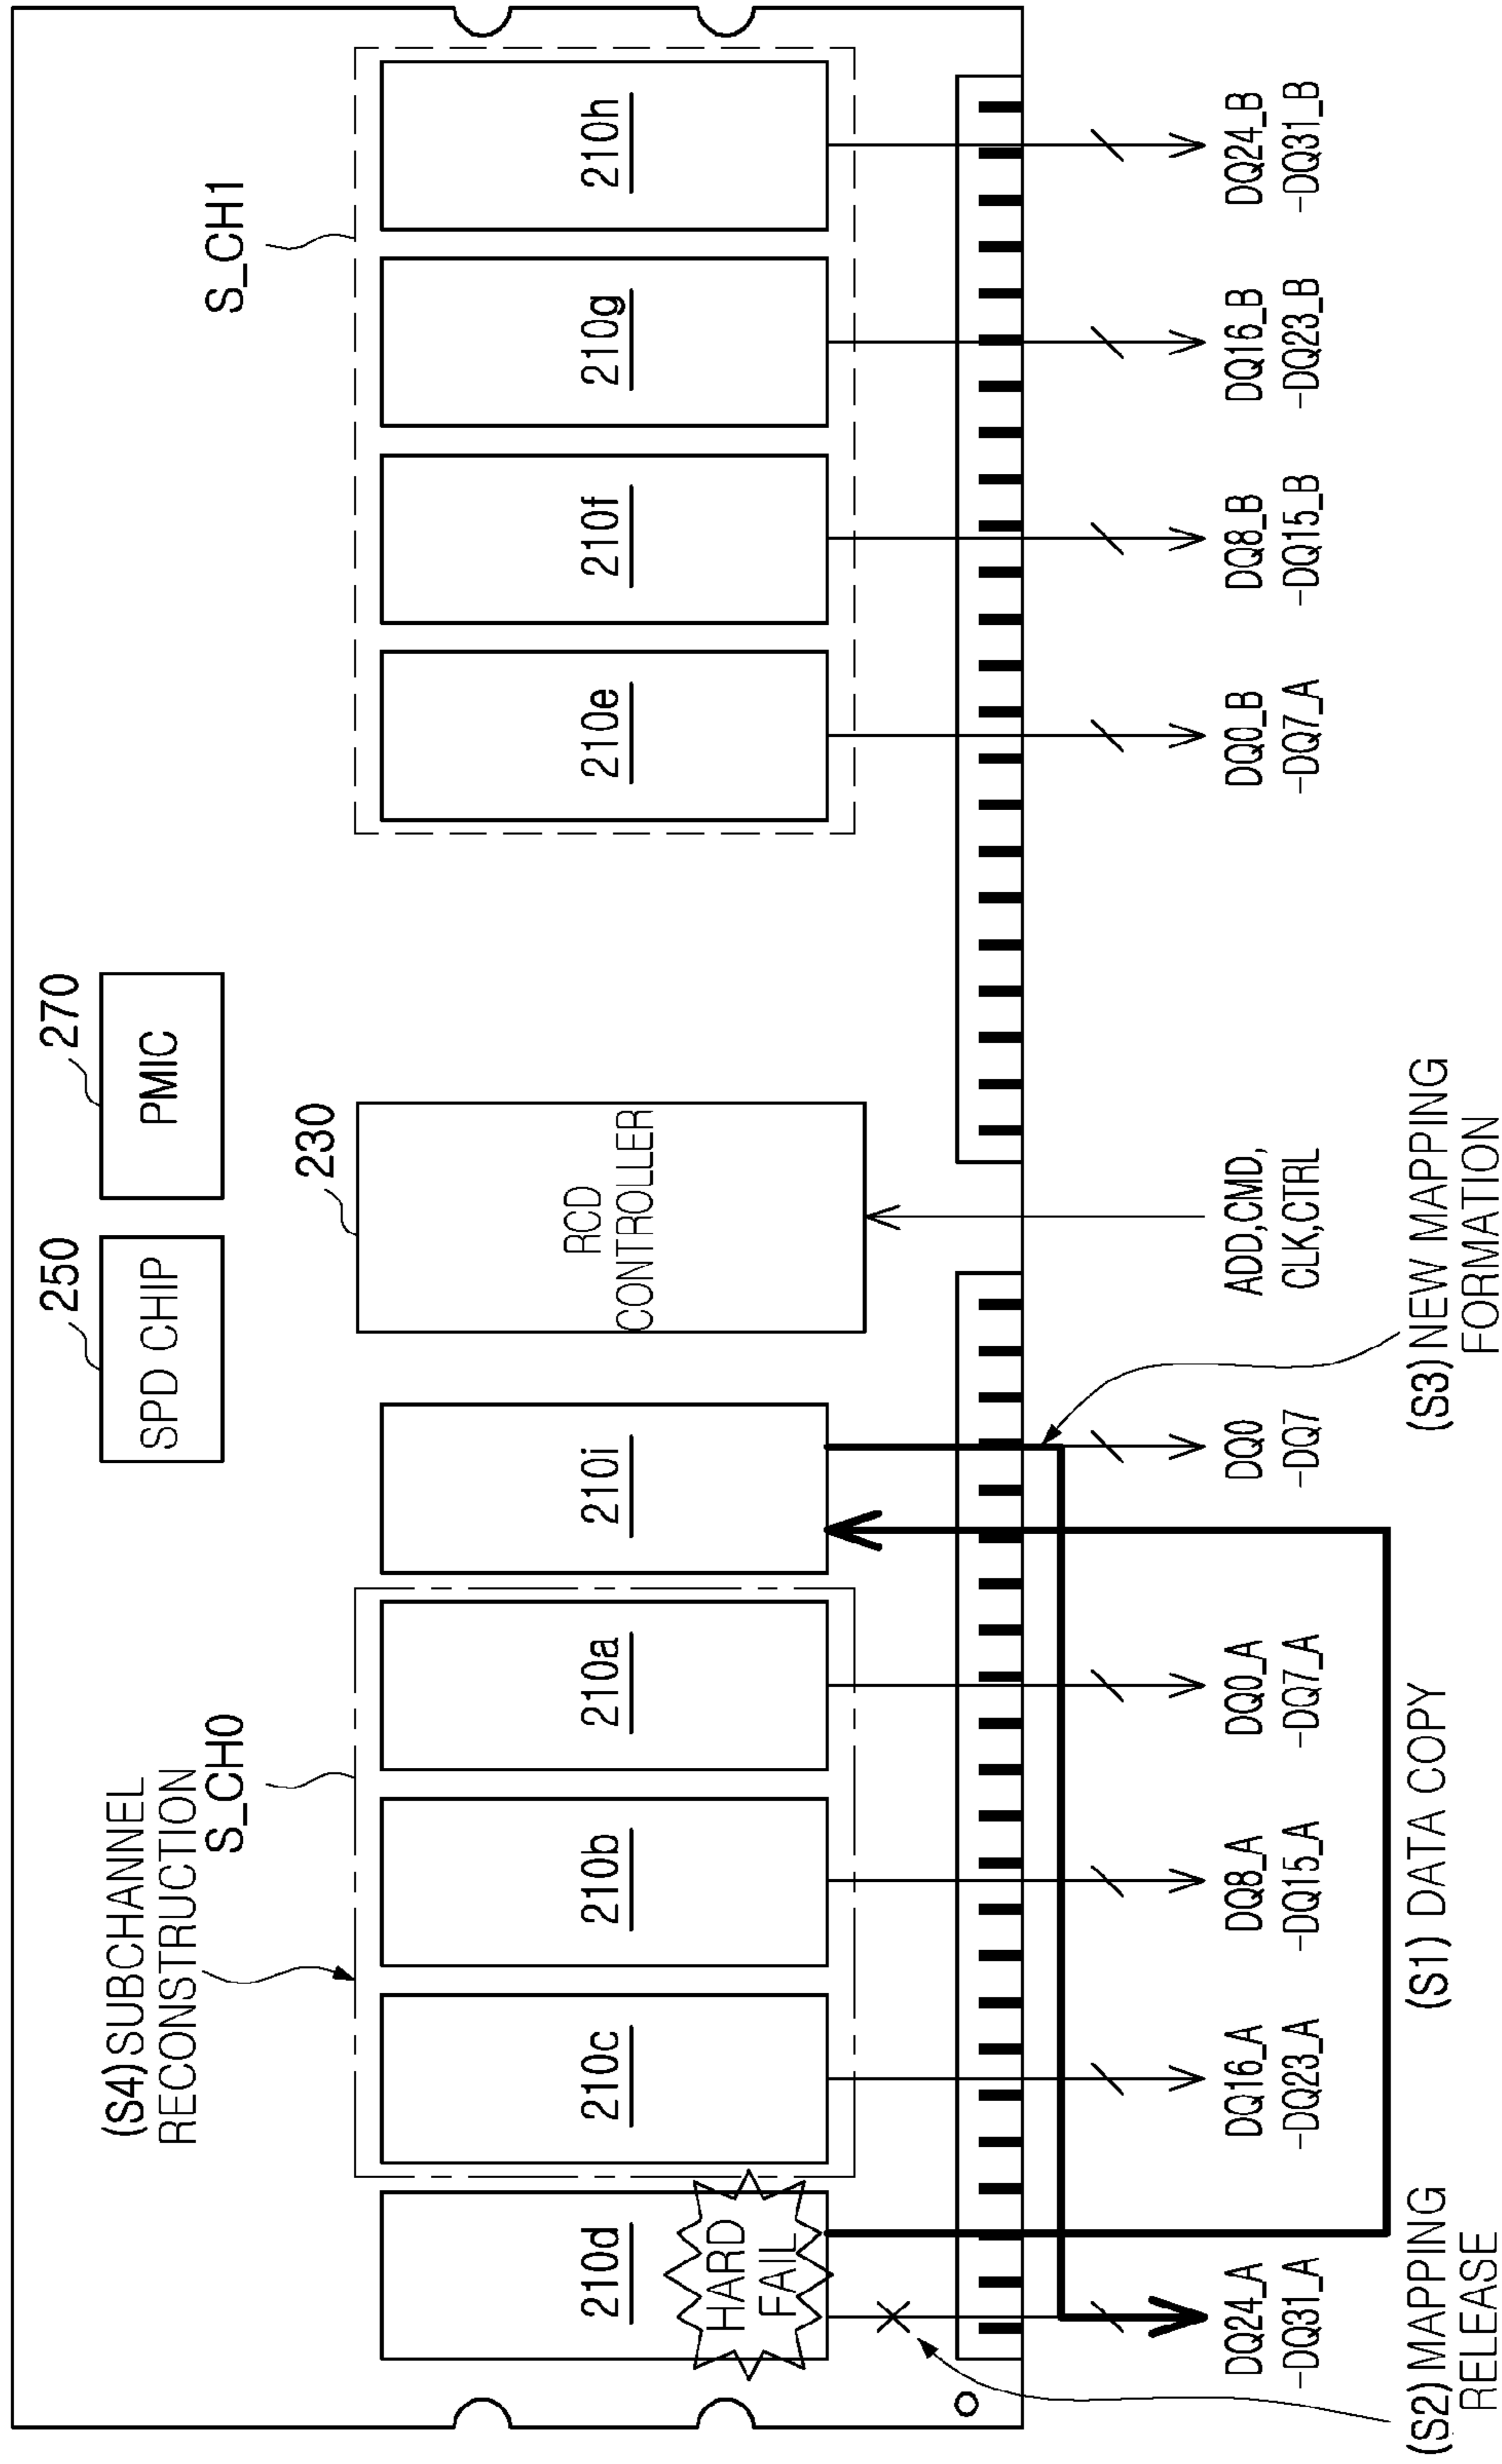 250
SPD CHIP
270
PMIC
(S4)SUBCHANNEL
RECONSTRUCTION
S_CH0
S_CH1
230
RCD
CONTROLLER
210d
210c
210b
210a
210i
210e
210f
210g
210h
HARD
FAIL
DQ24_A
-DQ31_A
DQ16_A
-DQ23_A
DQ8_A
-DQ15_A
DQ0_A
-DQ7_A
DQ0
-DQ7
ADD,CMD,
CLK,CTRL
DQ0_B
-DQ7_A
DQ8_B
-DQ15_B
DQ16_B
-DQ23_B
DQ24_B
-DQ31_B
(S2)MAPPING
RELEASE
(S1) DATA COPY
(S3)NEW MAPPING
FORMATION